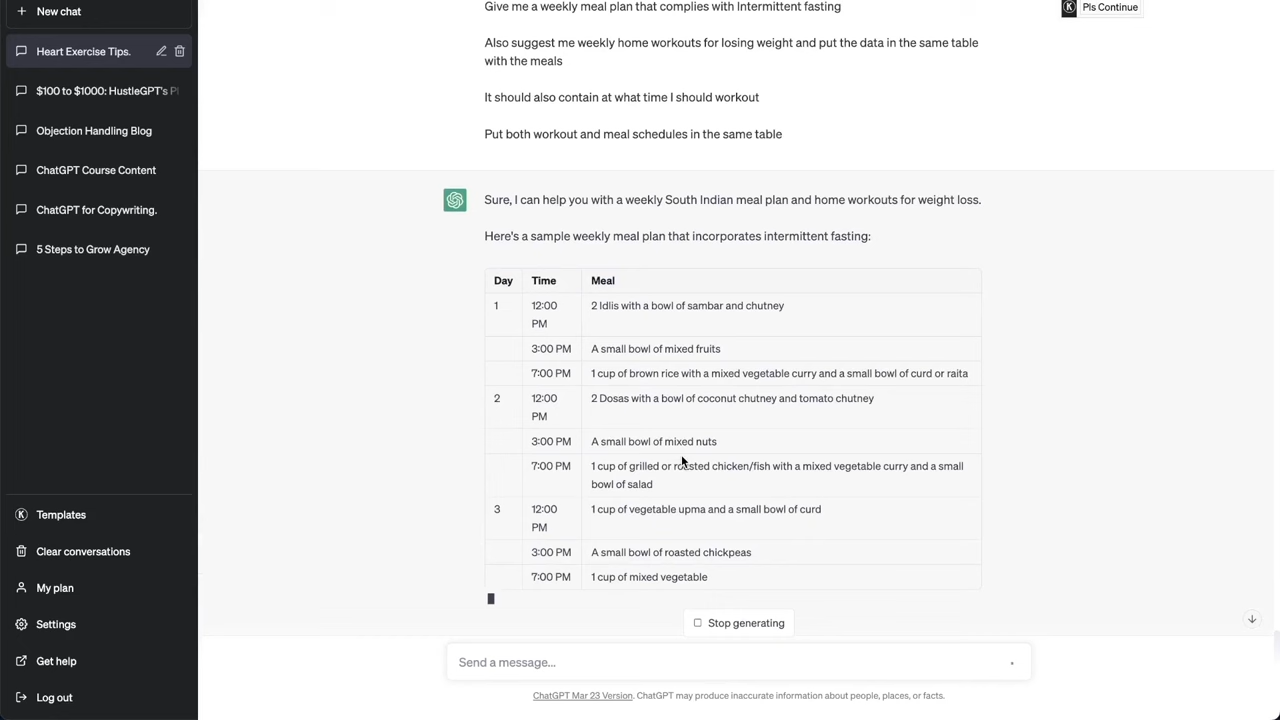 New chat
Heart Exercise Tips.
$100 to $1000: HustleGPT's Pl
Objection Handling Blog
ChatGPT Course Content
ChatGPT for Copywriting.
5 Steps to Grow Agency
Templates
Clear conversations
My plan
Settings
Get help
Log out
Give me a weekly meal plan that complies with Intermittent fasting
Pls Continue
Also suggest me weekly home workouts for losing weight and put the data in the same table
with the meals
It should also contain at what time I should workout
Put both workout and meal schedules in the same table
Sure, I can help you with a weekly South Indian meal plan and home workouts for weight loss.
Here's a sample weekly meal plan that incorporates intermittent fasting:
Day Time Meal
1 12:00 PM 2 Idlis with a bowl of sambar and chutney
3:00 PM A small bowl of mixed fruits
7:00 PM 1 cup of brown rice with a mixed vegetable curry and a small bowl of curd or raita
2 12:00 PM 2 Dosas with a bowl of coconut chutney and tomato chutney
3:00 PM A small bowl of mixed nuts
7:00 PM 1 cup of grilled or roasted chicken/fish with a mixed vegetable curry and a small
bowl of salad
3 12:00 PM 1 cup of vegetable upma and a small bowl of curd
3:00 PM A small bowl of roasted chickpeas
7:00 PM 1 cup of mixed vegetable
Stop generating
Send a message...
ChatGPT Mar 23 Version. ChatGPT may produce inaccurate information about people, places, or facts.